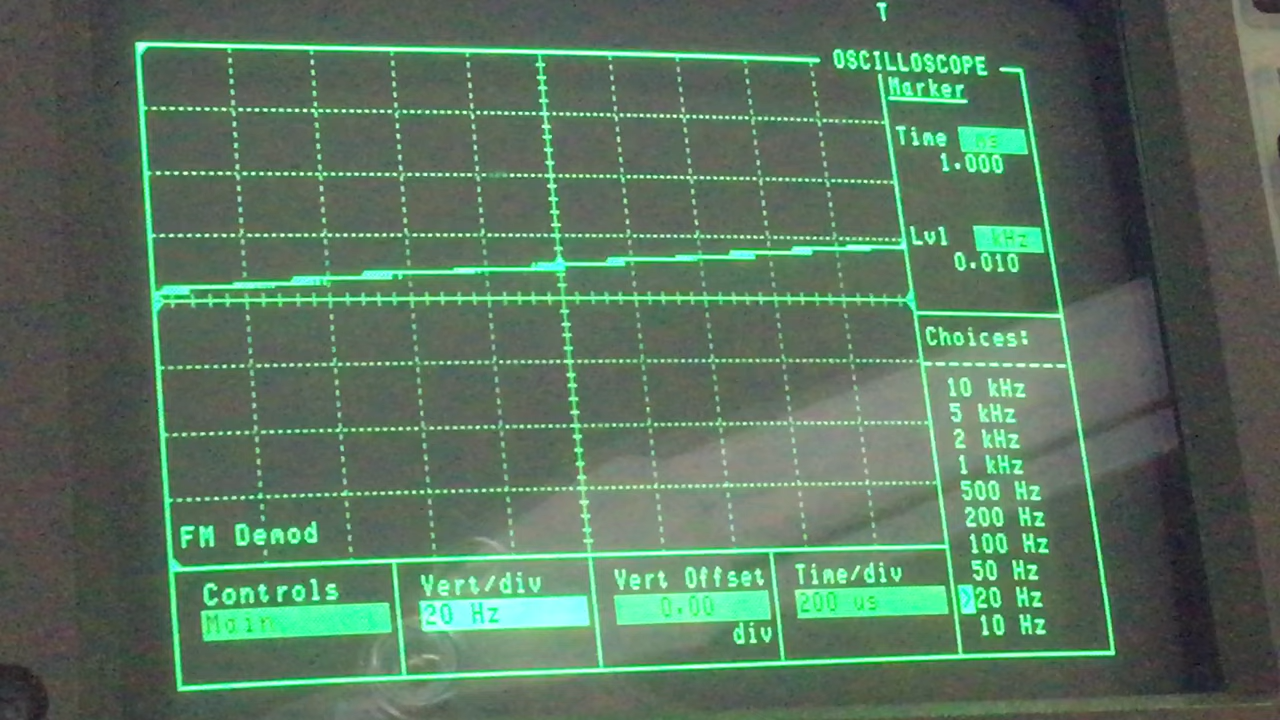 T
OSCILLOSCOPE
Marker
Time
1.000
Lvl kHz
0.010
Choices:
10 kHz
5 kHz
2 kHz
1 kHz
500 Hz
200 Hz
100 Hz
50 Hz
20 Hz
10 Hz
FM Demod
Controls
Main
Vert/div
20 Hz
Vert Offset
0.00
div
Time/div
200 us